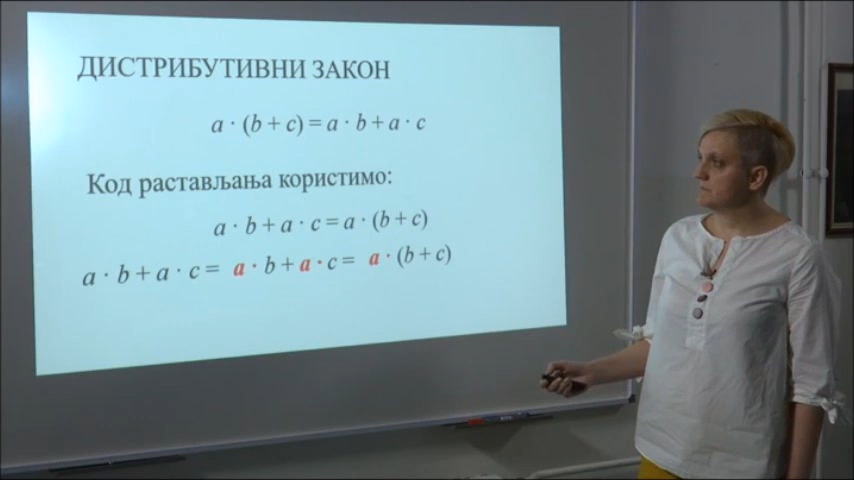 ДИСТРИБУТИВНИ ЗАКОН
a · (b + c) = a · b + a · c
Код растављања користимо:
a · b + a · c = a · (b + c)
a · b + a · c = a · b + a · c = a · (b + c)